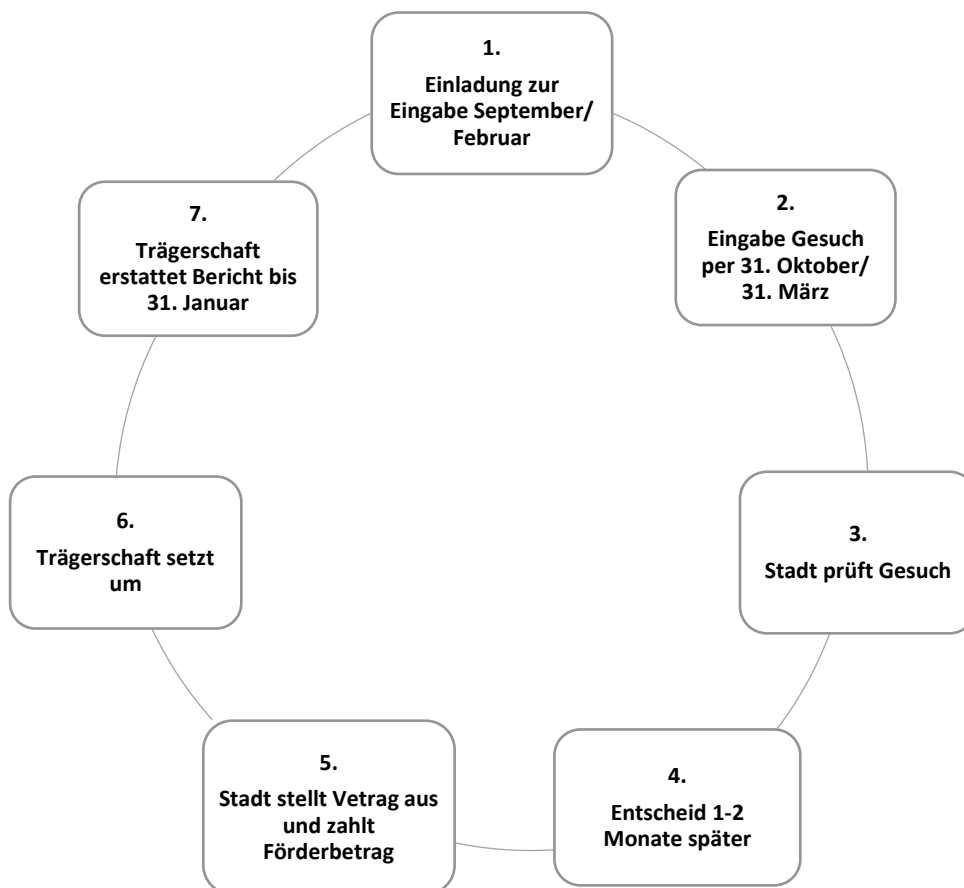 1.
Einladung zur
Eingabe September/
Februar
2.
Eingabe Gesuch
per 31. Oktober/
31. März
3.
Stadt prüft Gesuch
4.
Entscheid 1-2
Monate später
5.
Stadt stellt Vetrag aus
und zahlt
Förderbetrag
6.
Trägerschaft setzt
um
7.
Trägerschaft
erstattet Bericht bis
31. Januar